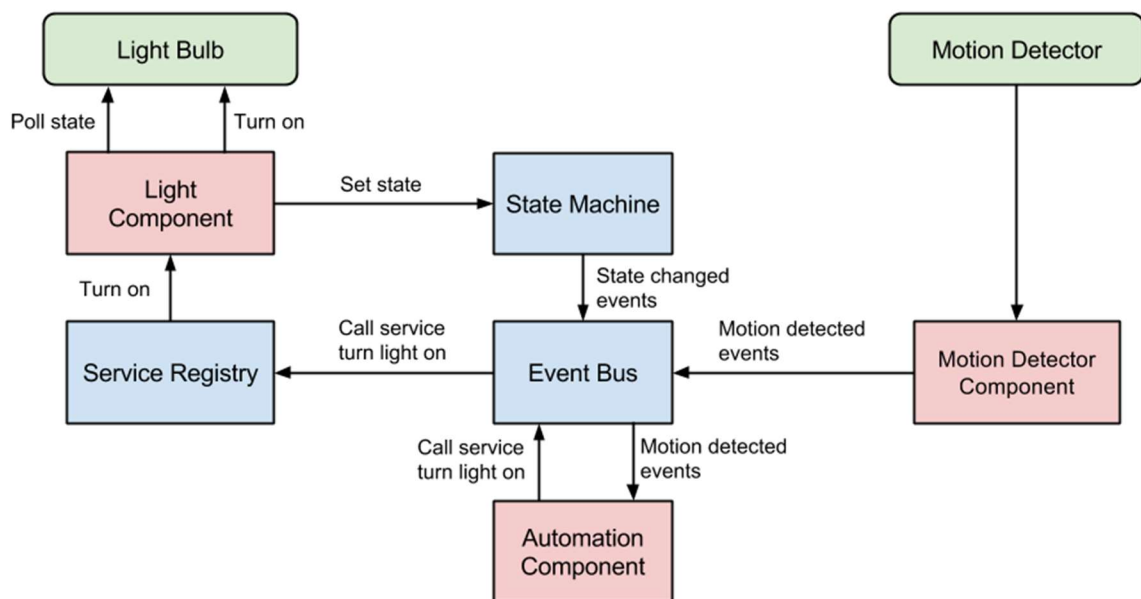 Light Bulb
Motion Detector
Poll state
Turn on
Light
Component
Set state
State Machine
Turn on
State changed
events
Call service
turn light on
Motion detected
events
Service Registry
Event Bus
Motion Detector
Component
Call service
turn light on
Motion detected
events
Automation
Component